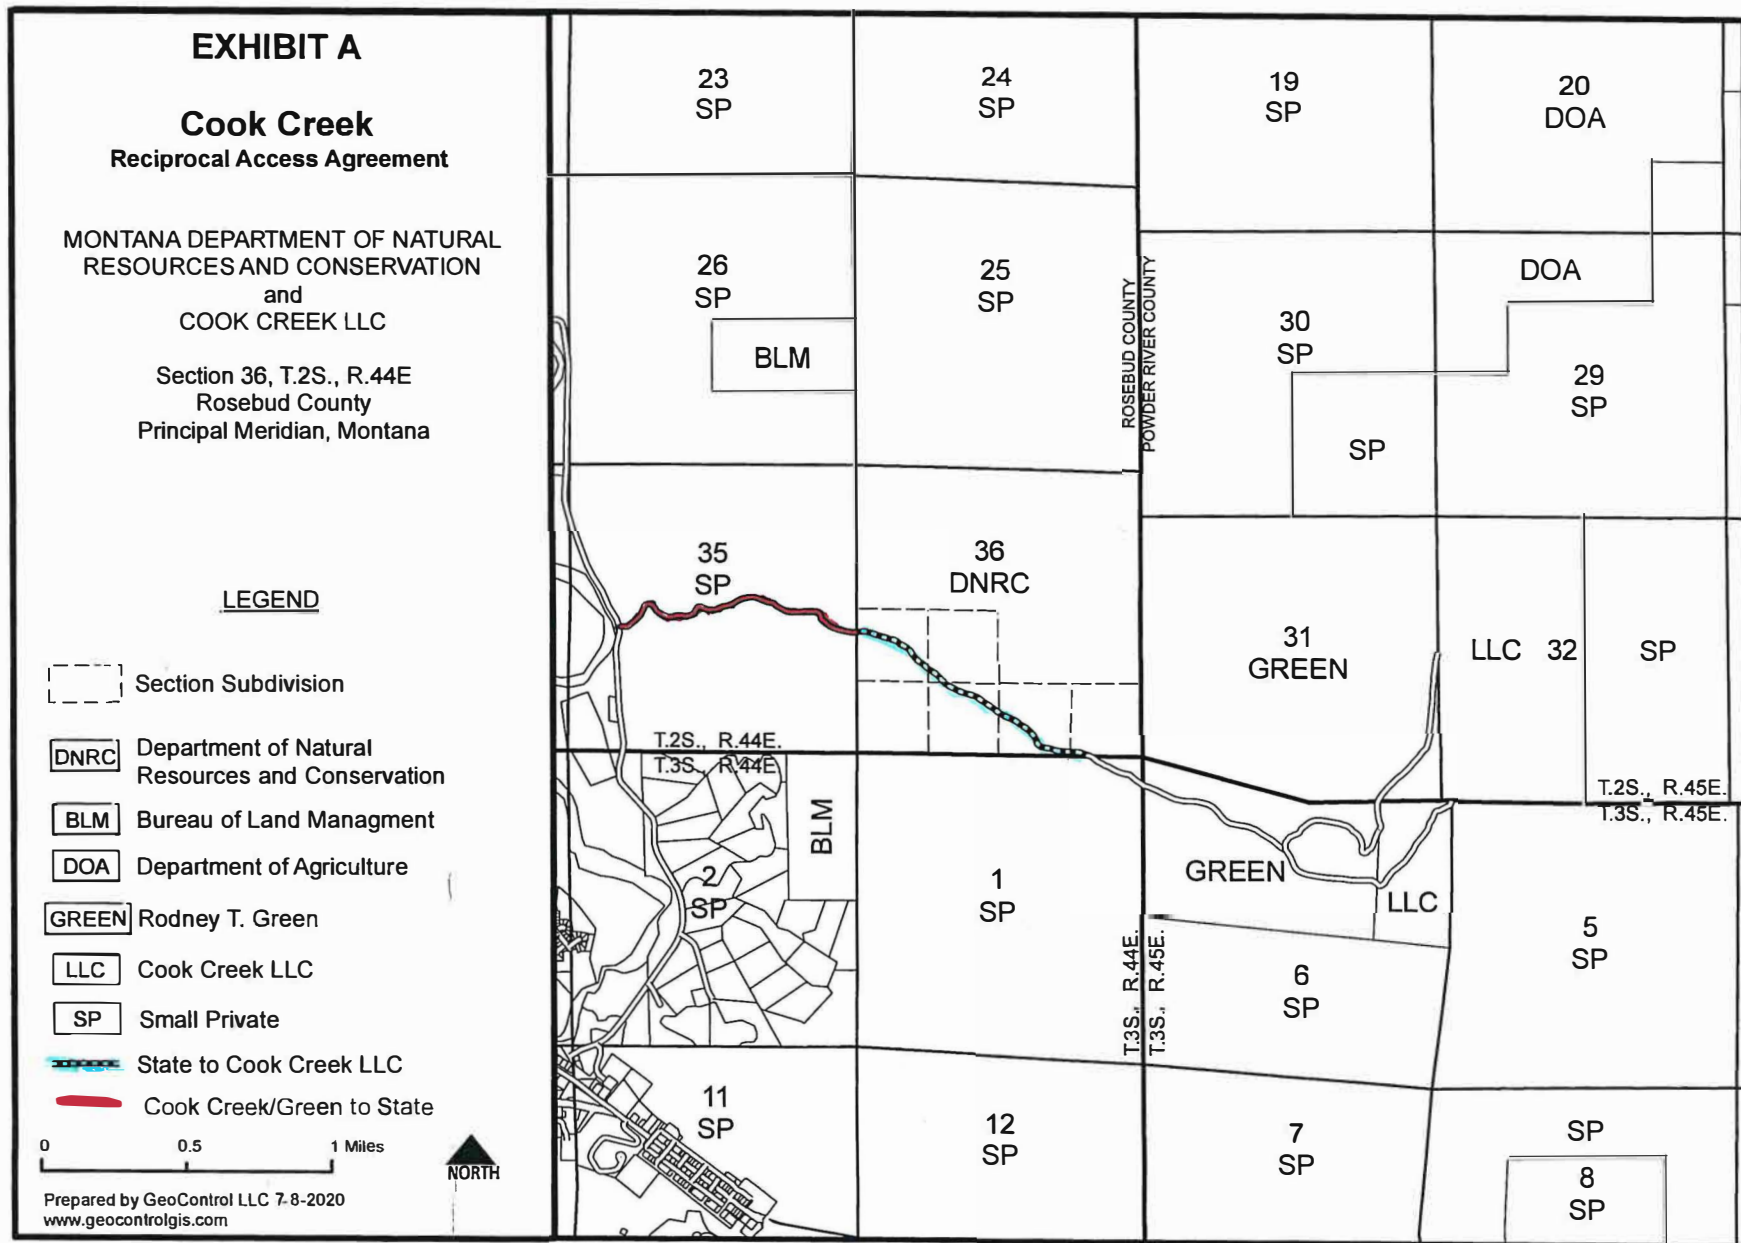 EXHIBIT A
Cook Creek
Reciprocal Access Agreement
MONTANA DEPARTMENT OF NATURAL
RESOURCES AND CONSERVATION
and
COOK CREEK LLC
Section 36, T.2S., R.44E
Rosebud County
Principal Meridian, Montana
LEGEND
Section Subdivision
DNRC
Department of Natural
Resources and Conservation
BLM
Bureau of Land Managment
DOA
Department of Agriculture
GREEN
Rodney T. Green
LLC
Cook Creek LLC
SP
Small Private
State to Cook Creek LLC
Cook Creek/Green to State
0 0.5 1 Miles
NORTH
Prepared by GeoControl LLC 7-8-2020
www.geocontrolgis.com
23
SP
24
SP
19
SP
20
DOA
26
SP
BLM
25
SP
ROSEBUD COUNTY
POWDER RIVER COUNTY
30
SP
SP
DOA
29
SP
35
SP
36
DNRC
31
GREEN
LLC 32
SP
T.2S., R.44E.
T.3S., R.44E.
T.2S., R.45E.
T.3S., R.45E.
2
SP
BLM
1
SP
GREEN
LLC
6
SP
5
SP
T.3S., R.44E.
T.3S., R.45E.
11
SP
12
SP
7
SP
SP
8
SP